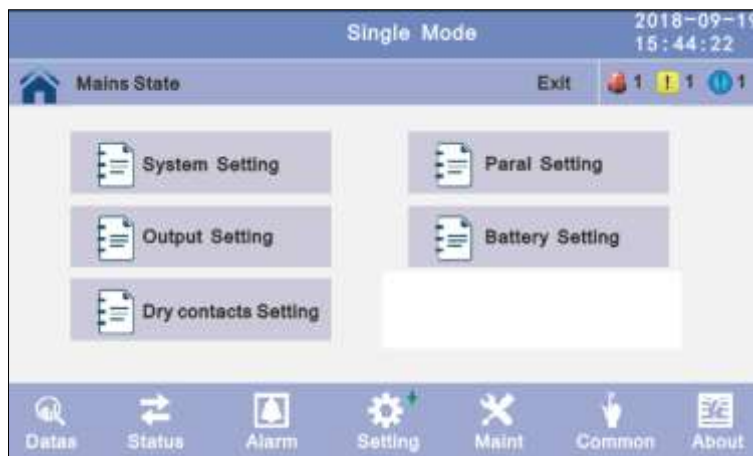 Single Mode
2018-09-19
15:44:22
Mains State
Exit
1
! 1
1
System Setting
Paral Setting
Output Setting
Battery Setting
Dry contacts Setting
Datas
Status
Alarm
Setting
Maint
Common
About